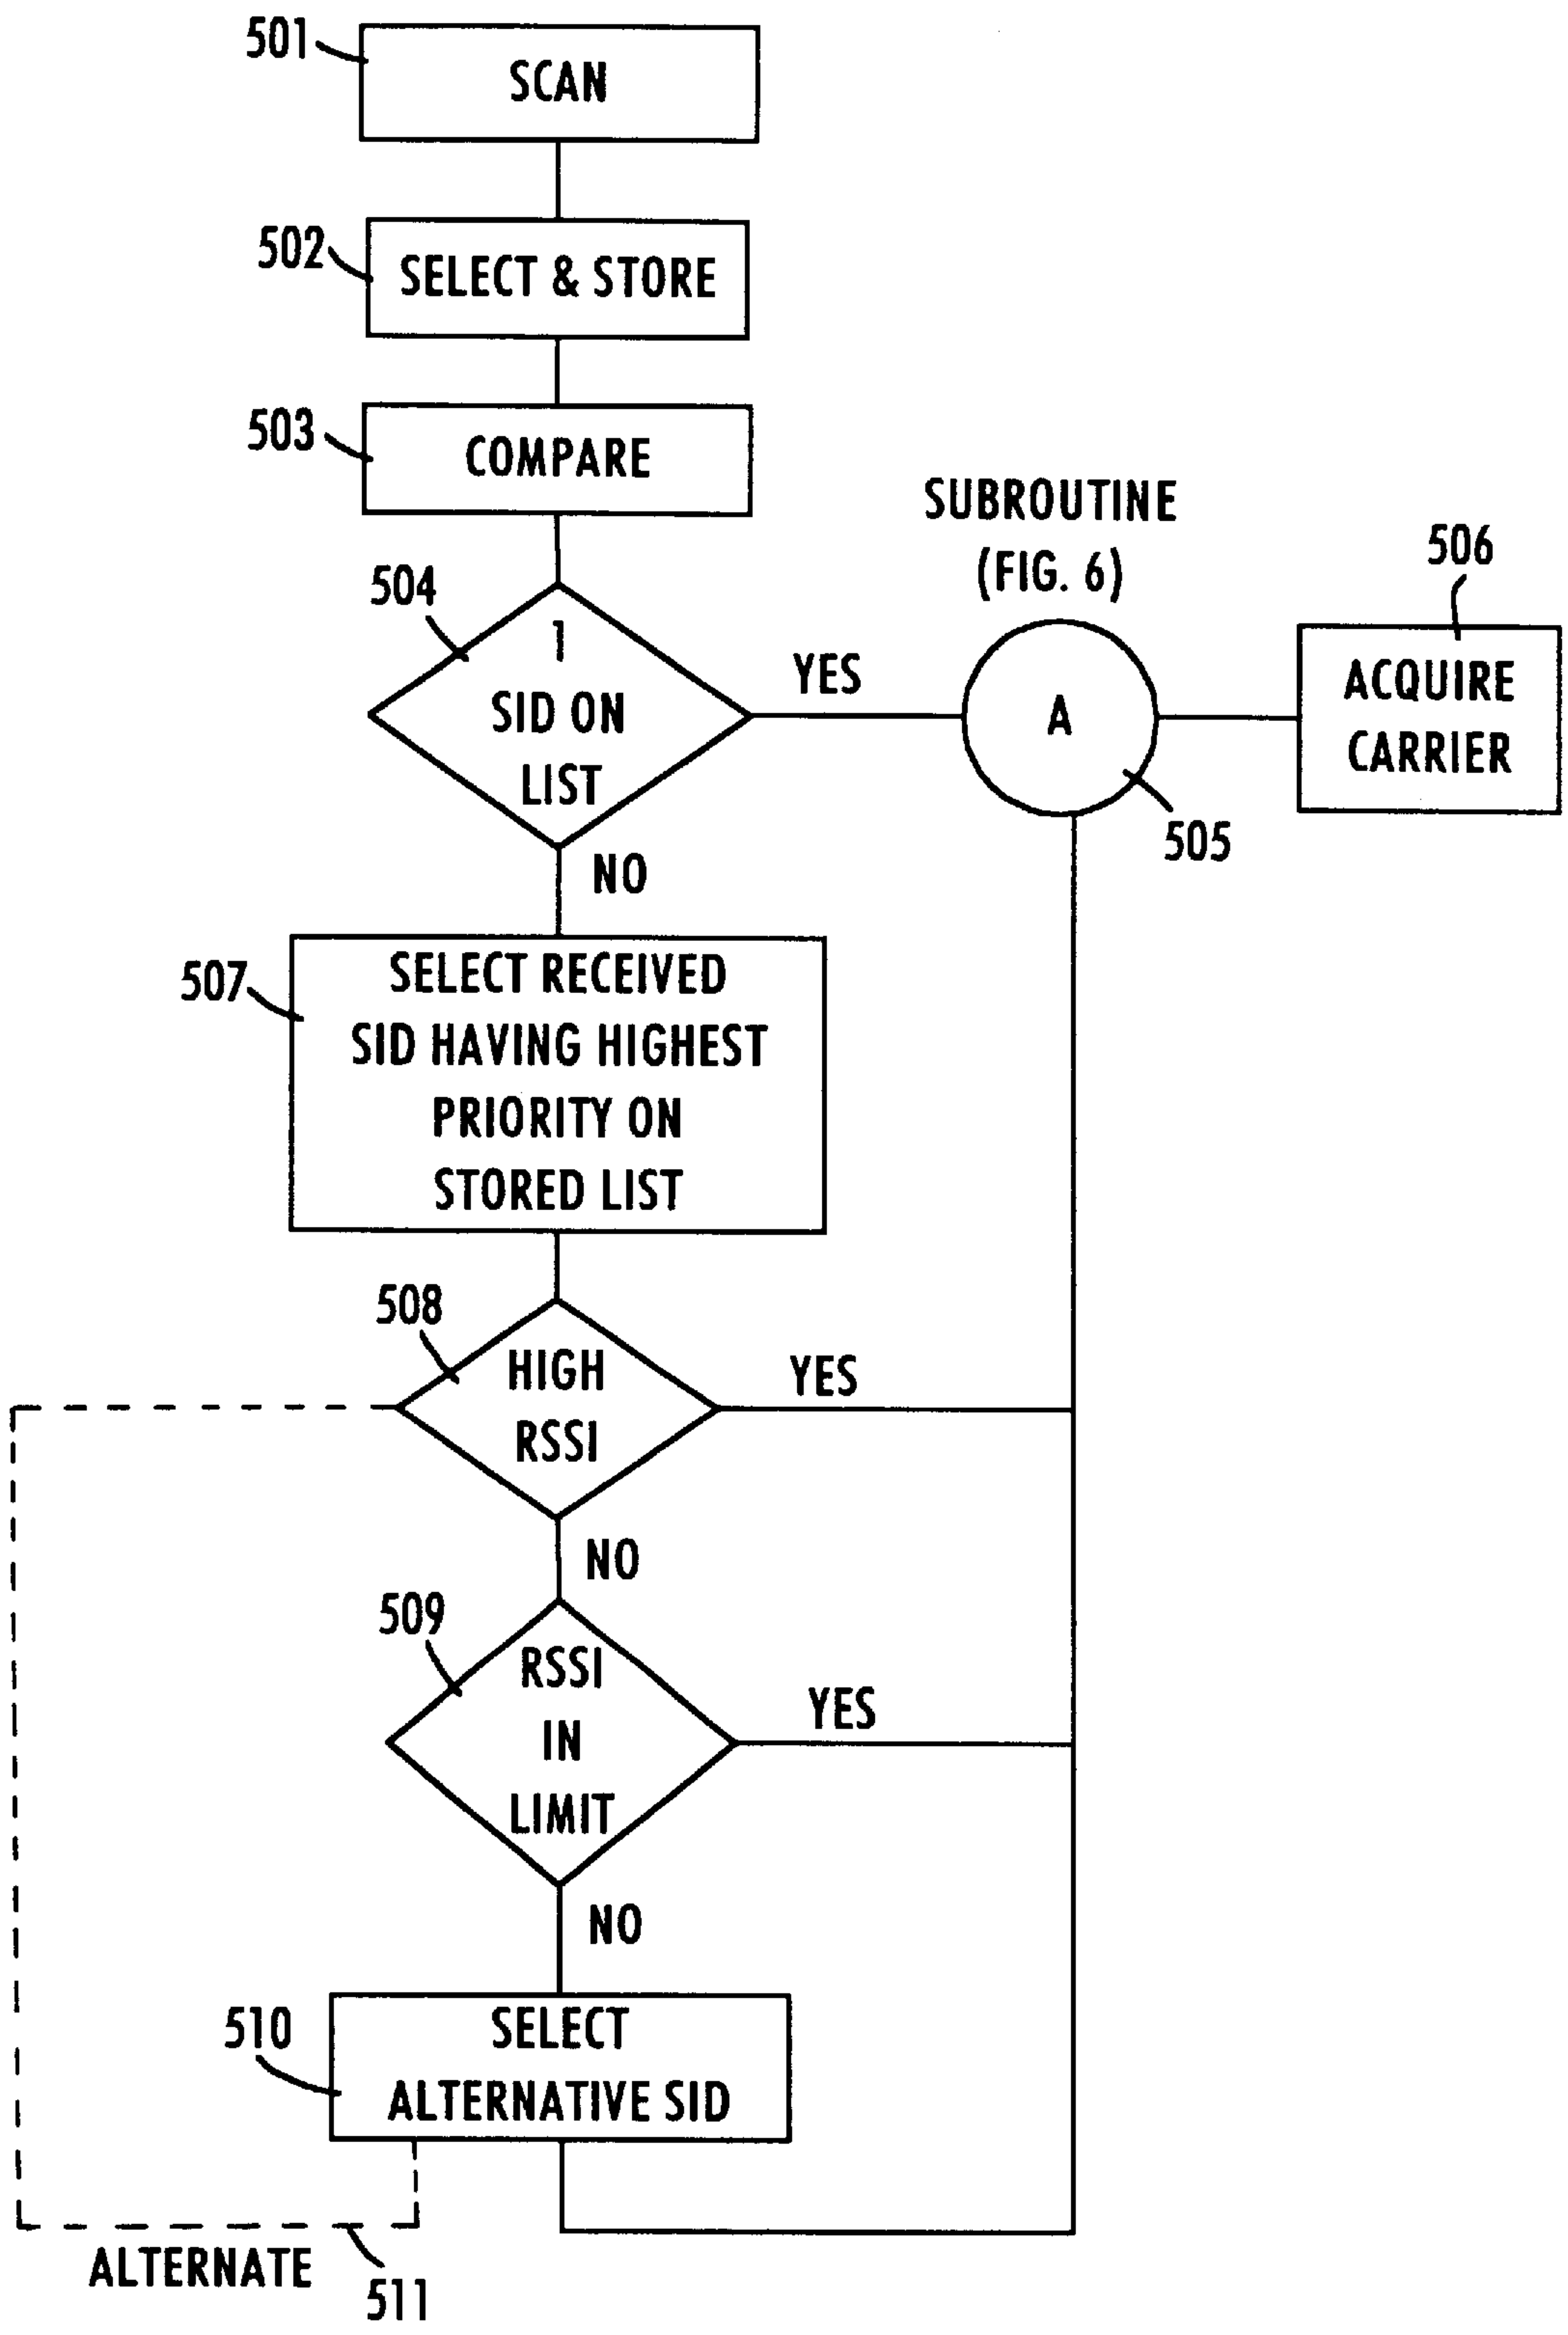 501
SCAN
502
SELECT & STORE
503
COMPARE
SUBROUTINE
(FIG. 6)
504
1
SID ON
LIST
YES
A
505
506
ACQUIRE
CARRIER
NO
507
SELECT RECEIVED
SID HAVING HIGHEST
PRIORITY ON
STORED LIST
508
HIGH
RSSI
YES
NO
509
RSSI
IN
LIMIT
YES
NO
510
SELECT
ALTERNATIVE SID
ALTERNATE
511